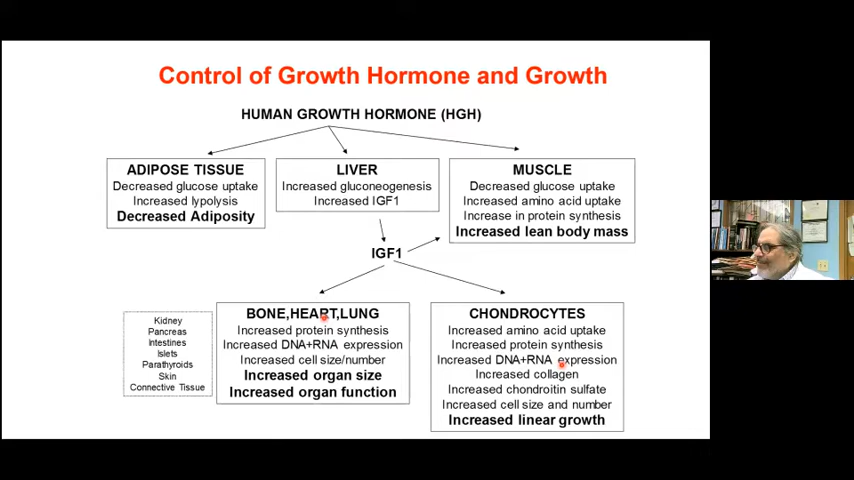 Control of Growth Hormone and Growth
HUMAN GROWTH HORMONE (HGH)
ADIPOSE TISSUE
Decreased glucose uptake
Increased lypolysis
Decreased Adiposity
LIVER
Increased gluconeogenesis
Increased IGF1
MUSCLE
Decreased glucose uptake
Increased amino acid uptake
Increase in protein synthesis
Increased lean body mass
IGF1
Kidney
Pancreas
Intestines
Islets
Parathyroids
Skin
Connective Tissue
BONE,HEART,LUNG
Increased protein synthesis
Increased DNA+RNA expression
Increased cell size/number
Increased organ size
Increased organ function
CHONDROCYTES
Increased amino acid uptake
Increased protein synthesis
Increased DNA+RNA expression
Increased collagen
Increased chondroitin sulfate
Increased cell size and number
Increased linear growth